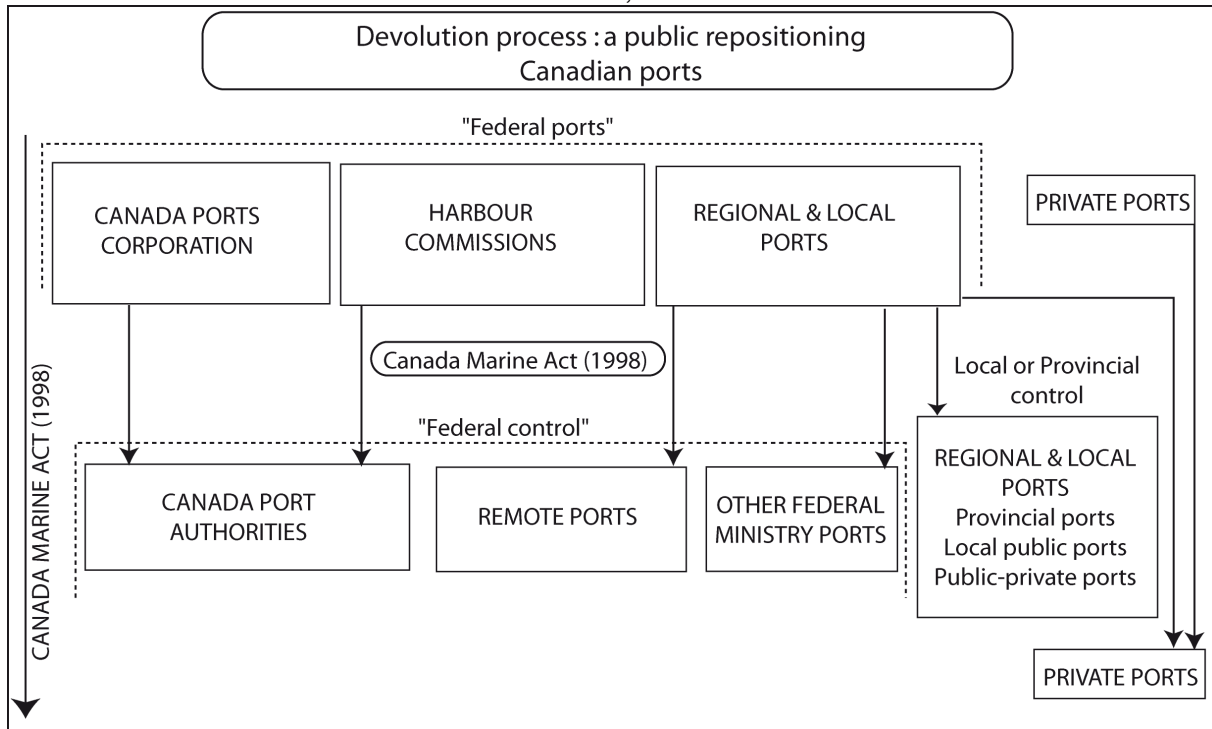 Devolution process : a public repositioning
Canadian ports
"Federal ports"
CANADA PORTS
CORPORATION
HARBOUR
COMMISSIONS
REGIONAL & LOCAL
PORTS
PRIVATE PORTS
CANADA MARINE ACT (1998)
Canada Marine Act (1998)
Local or Provincial
control
"Federal control"
CANADA PORT
AUTHORITIES
REMOTE PORTS
OTHER FEDERAL
MINISTRY PORTS
REGIONAL & LOCAL
PORTS
Provincial ports
Local public ports
Public-private ports
PRIVATE PORTS